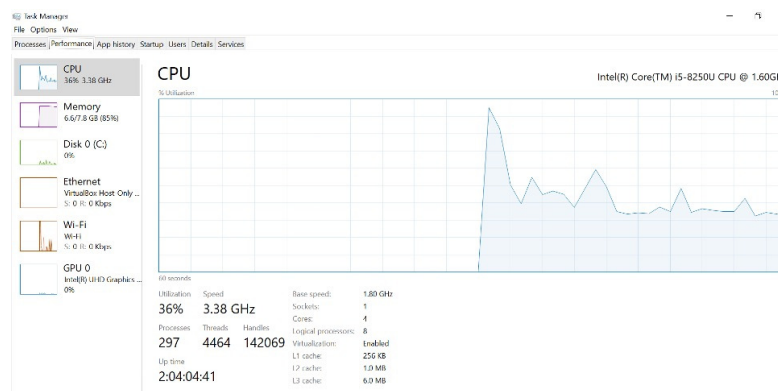 Task Manager
File Options View
Processes Performance App history Startup Users Details Services
CPU
36% 3.38 GHz
Memory
6.6/7.8 GB (85%)
Disk 0 (C:)
0%
Ethernet
VirtualBox Host-Only ...
S: 0 R: 0 Kbps
Wi-Fi
Wi-Fi
S: 0 R: 0 Kbps
GPU 0
Intel(R) UHD Graphics ...
0%
CPU
Intel(R) Core(TM) i5-8250U CPU @ 1.60GH
% Utilization
10
60 seconds
Utilization Speed
36% 3.38 GHz
Processes Threads Handles
297 4464 142069
Up time
2:04:04:41
Base speed: 1.80 GHz
Sockets: 1
Cores: 4
Logical processors: 8
Virtualization: Enabled
L1 cache: 256 KB
L2 cache: 1.0 MB
L3 cache: 6.0 MB